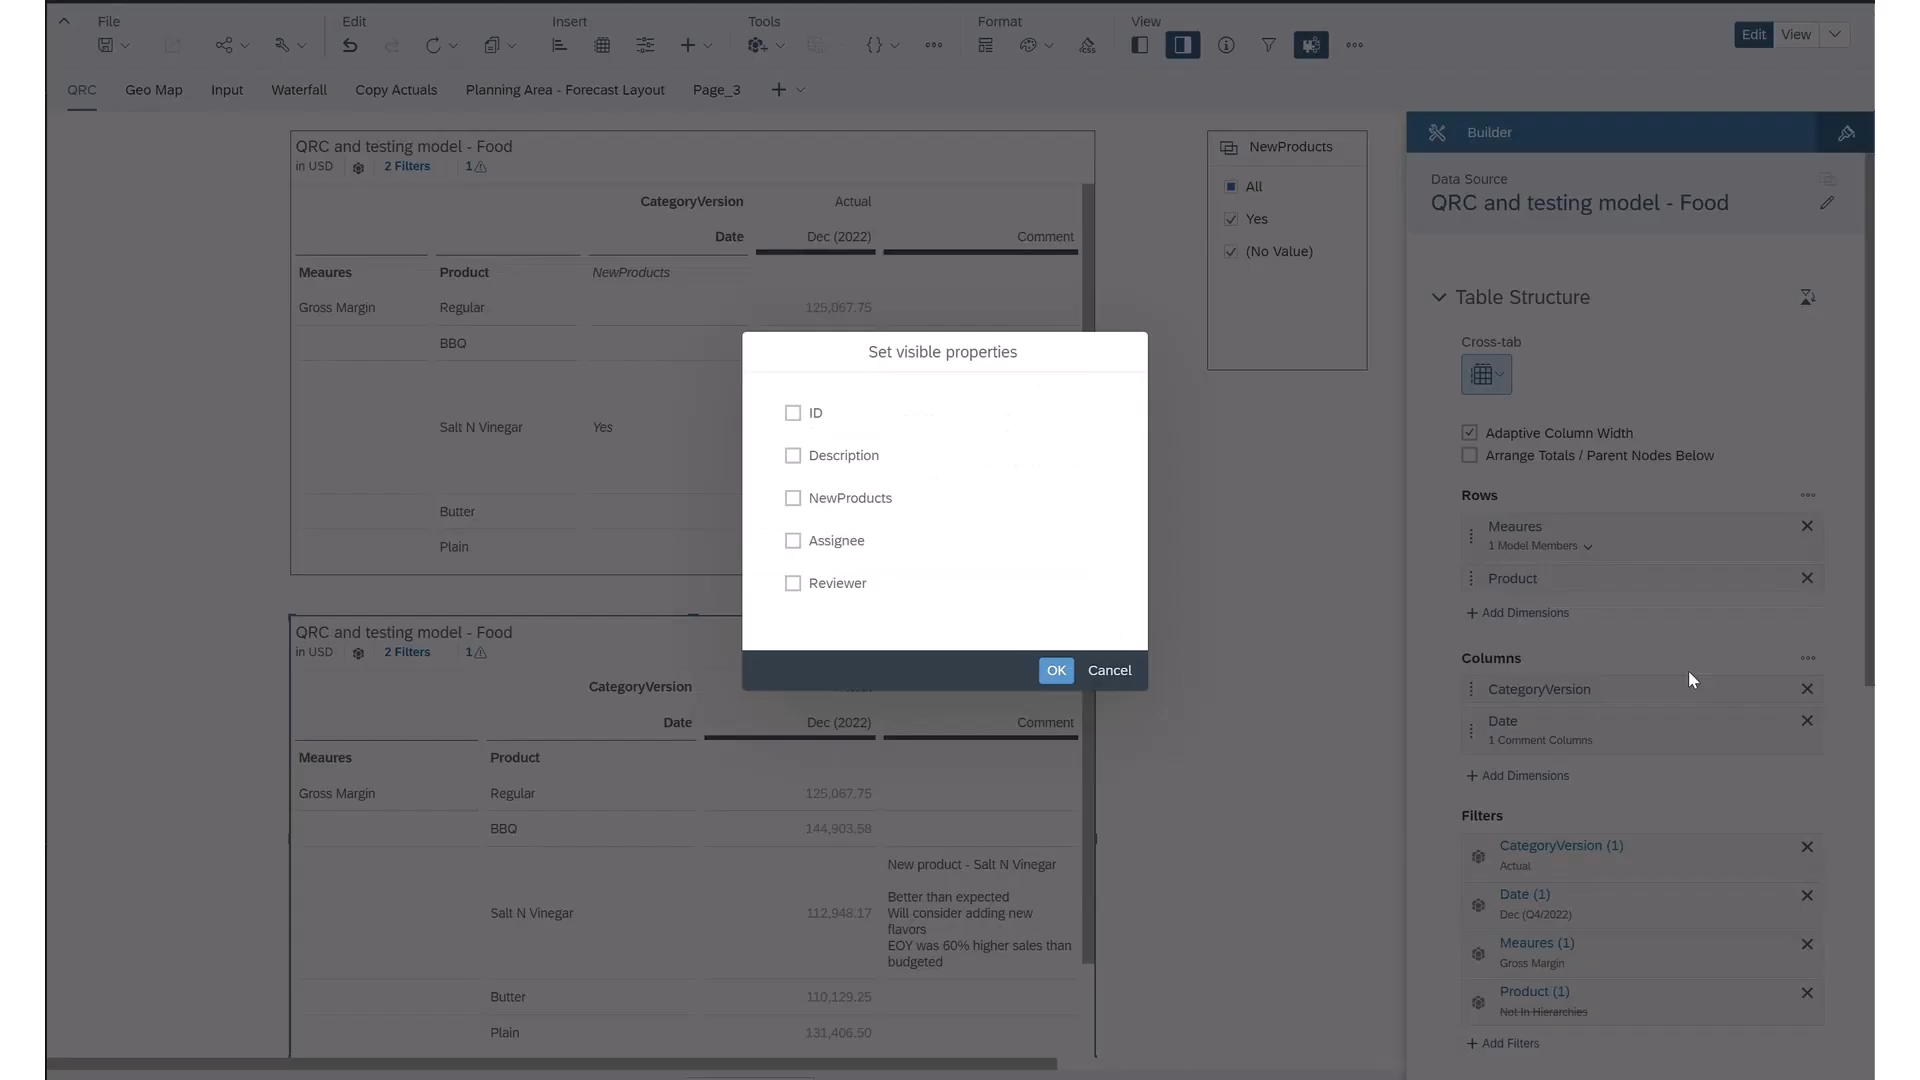 File
Edit
Insert
Tools
Format
View
Edit
View
QRC
Geo Map
Input
Waterfall
Copy Actuals
Planning Area - Forecast Layout
Page_3
QRC and testing model - Food
in USD
2 Filters
1
CategoryVersion
Actual
Date
Dec (2022)
Comment
Meaures
Product
NewProducts
Gross Margin
Regular
125,067.75
BBQ
Salt N Vinegar
Yes
Butter
Plain
NewProducts
All
Yes
(No Value)
Set visible properties
ID
Description
NewProducts
Assignee
Reviewer
OK
Cancel
QRC and testing model - Food
in USD
2 Filters
1
CategoryVersion
Date
Dec (2022)
Comment
Meaures
Product
Gross Margin
Regular
125,067.75
BBQ
144,903.58
Salt N Vinegar
112,948.17
New product - Salt N Vinegar
Better than expected
Will consider adding new
flavors
EOY was 60% higher sales than
budgeted
Butter
110,129.25
Plain
131,406.50
Builder
Data Source
QRC and testing model - Food
Table Structure
Cross-tab
Adaptive Column Width
Arrange Totals / Parent Nodes Below
Rows
Meaures
1 Model Members
Product
Add Dimensions
Columns
CategoryVersion
Date
1 Comment Columns
Add Dimensions
Filters
CategoryVersion (1)
Actual
Date (1)
Dec (Q4/2022)
Meaures (1)
Gross Margin
Product (1)
Not In Hierarchies
Add Filters